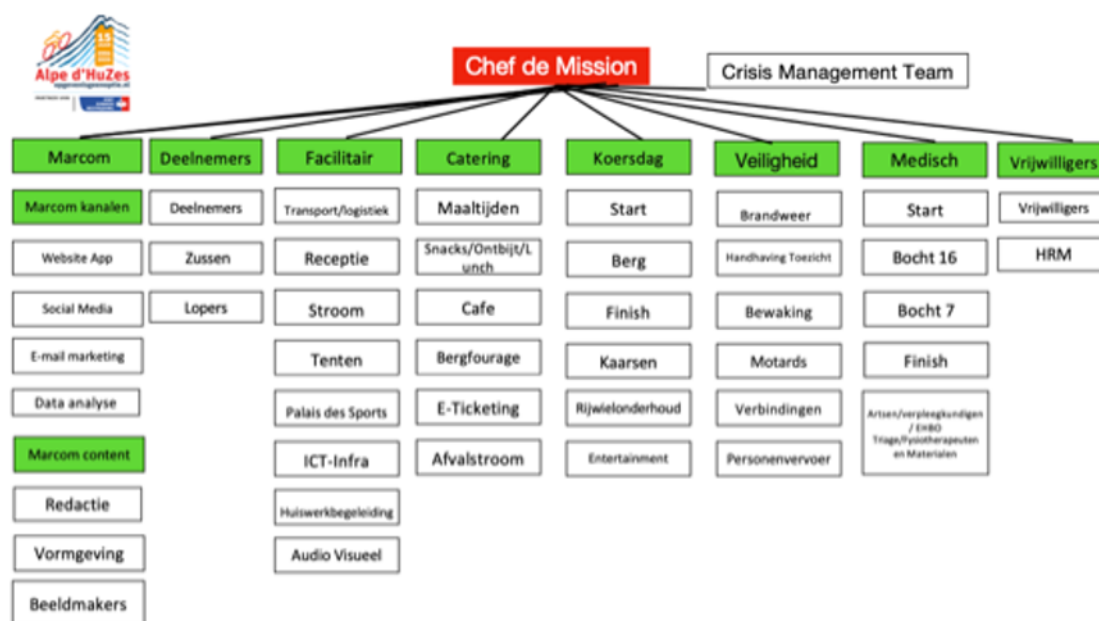 15
Alpe d'HuZes
opgevenisgeenoptie.nl
Chef de Mission
Crisis Management Team
Marcom
Deelnemers
Facilitair
Catering
Koersdag
Veiligheid
Medisch
Vrijwilligers
Marcom kanalen
Website App
Social Media
E-mail marketing
Data analyse
Marcom content
Redactie
Vormgeving
Beeldmakers
Deelnemers
Zussen
Lopers
Transport/logistiek
Receptie
Stroom
Tenten
Palais des Sports
ICT-Infra
Huiswerkbegeleiding
Audio Visueel
Maaltijden
Snacks/Ontbijt/L
unch
Cafe
Bergfourage
E-Ticketing
Afvalstroom
Start
Berg
Finish
Kaarsen
Rijwielonderhoud
Entertainment
Brandweer
Handhaving Toezicht
Bewaking
Motards
Verbindingen
Personenvervoer
Start
Bocht 16
Bocht 7
Finish
Artsen/verpleegkundigen
/ EHBO
Triage/Fysiotherapeuten
en Materialen
Vrijwilligers
HRM